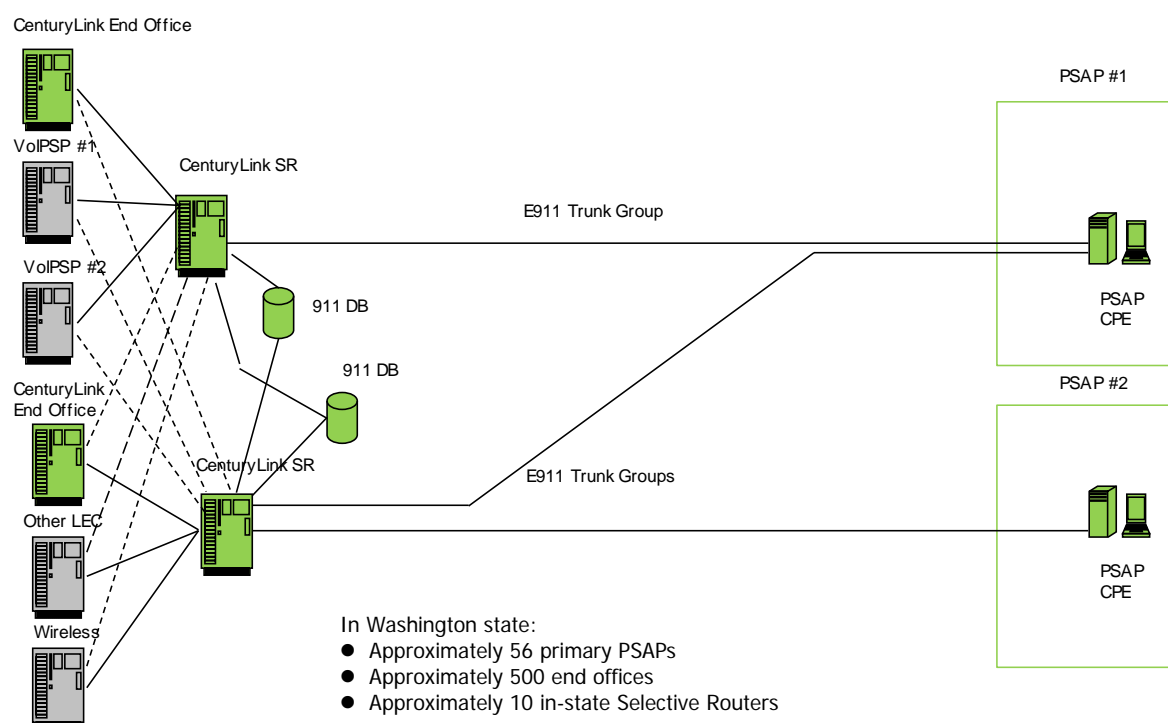 CenturyLink End Office
PSAP #1
VoIPSP #1
CenturyLink SR
E911 Trunk Group
VoIPSP #2
911 DB
PSAP
CPE
911 DB
PSAP #2
CenturyLink
End Office
CenturyLink SR
E911 Trunk Groups
Other LEC
PSAP
CPE
Wireless
In Washington state:
● Approximately 56 primary PSAPs
● Approximately 500 end offices
● Approximately 10 in-state Selective Routers